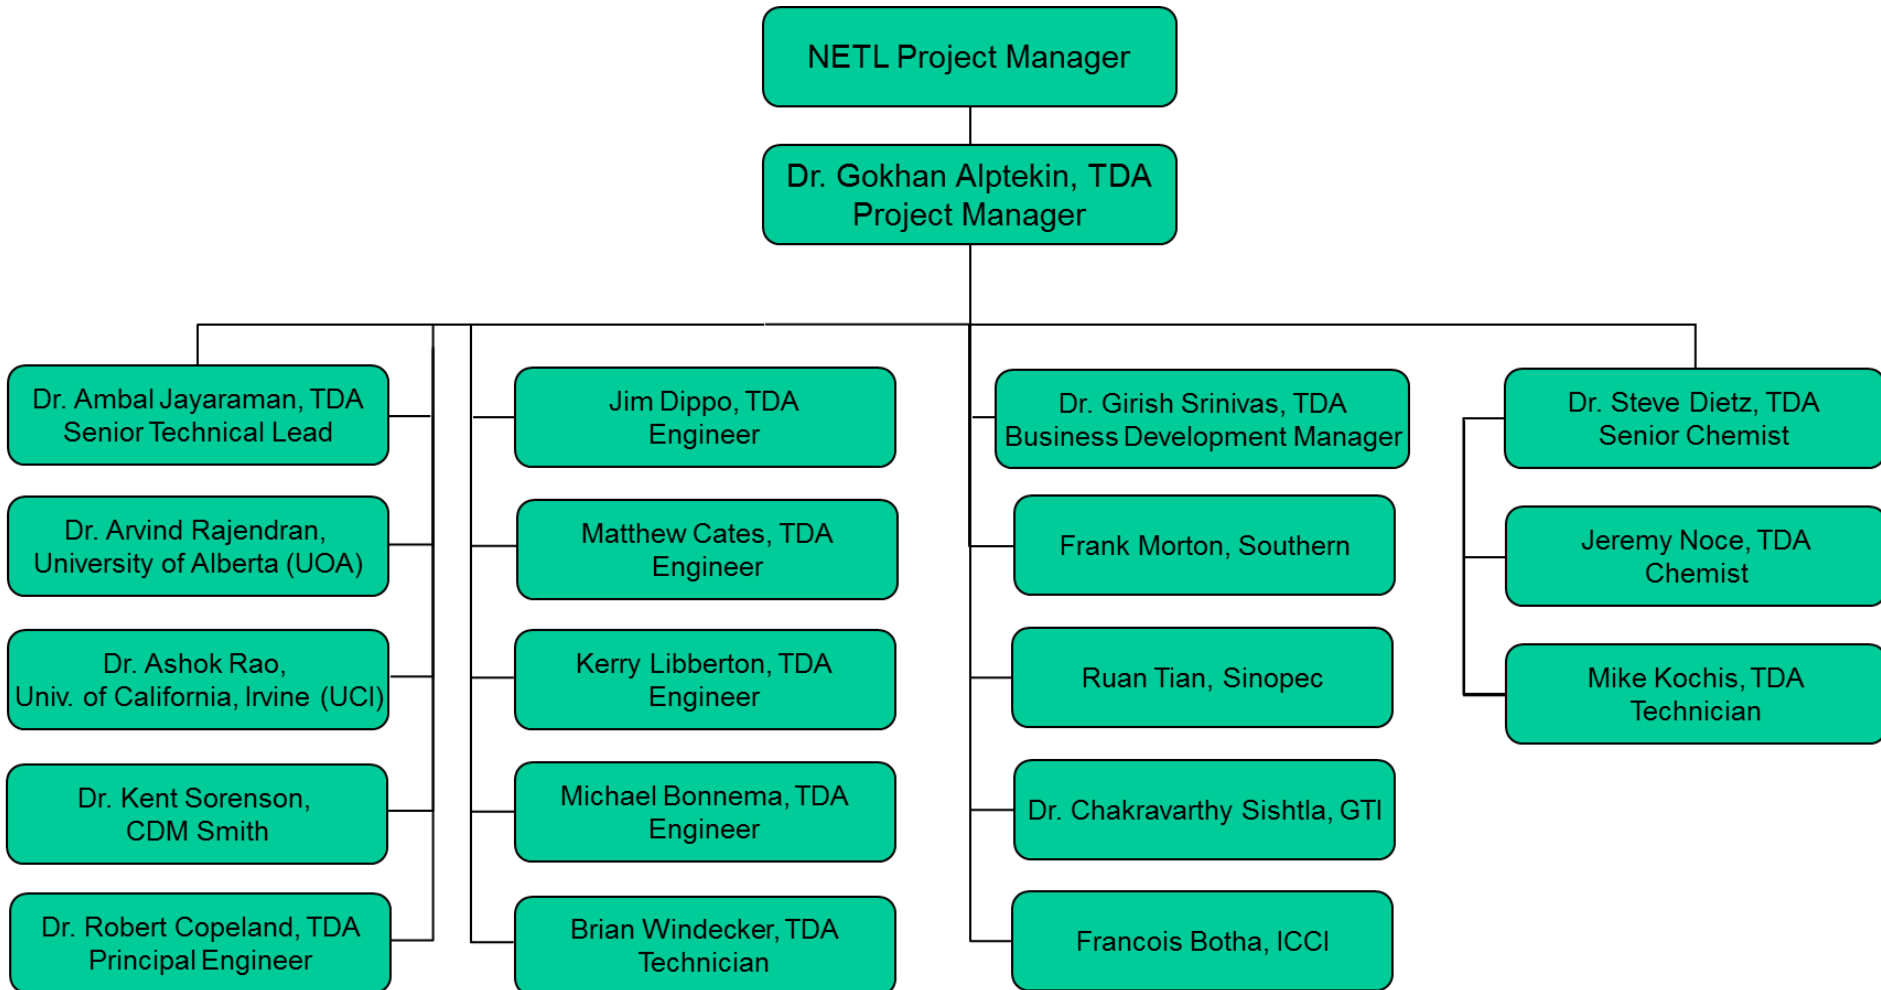 NETL Project Manager
Dr. Gokhan Alptekin, TDA
Project Manager
Dr. Ambal Jayaraman, TDA
Senior Technical Lead
Dr. Arvind Rajendran,
University of Alberta (UOA)
Dr. Ashok Rao,
Univ. of California, Irvine (UCI)
Dr. Kent Sorenson,
CDM Smith
Dr. Robert Copeland, TDA
Principal Engineer
Jim Dippo, TDA
Engineer
Matthew Cates, TDA
Engineer
Kerry Libberton, TDA
Engineer
Michael Bonnema, TDA
Engineer
Brian Windecker, TDA
Technician
Dr. Girish Srinivas, TDA
Business Development Manager
Frank Morton, Southern
Ruan Tian, Sinopec
Dr. Chakravarthy Sishtla, GTI
Francois Botha, ICCI
Dr. Steve Dietz, TDA
Senior Chemist
Jeremy Noce, TDA
Chemist
Mike Kochis, TDA
Technician